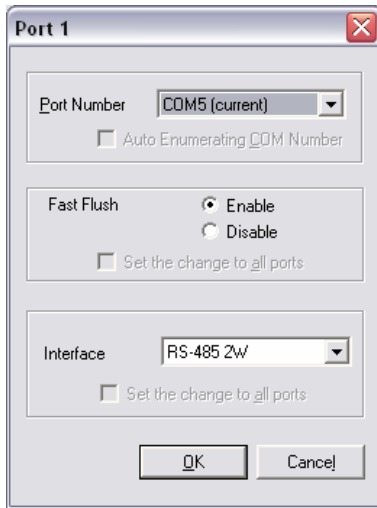 Port 1
Port Number COM5 (current)
Auto Enumerating COM Number
Fast Flush Enable
Disable
Set the change to all ports
Interface RS-485 2W
Set the change to all ports
OK Cancel